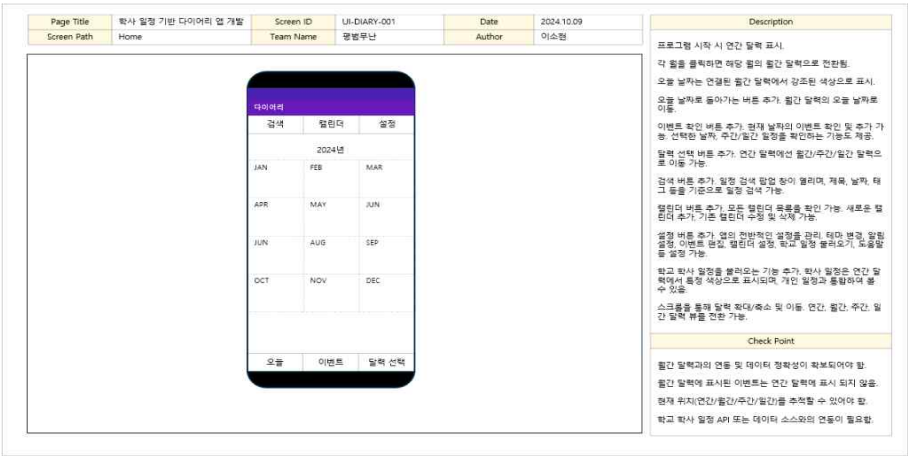 Page Title 학사 일정 기반 다이어리 앱 개발 Screen ID UI-DIARY-001 Date 2024.10.09
Screen Path Home Team Name 평범무난 Author 이소현
다이어리
검색 캘린더 설정
2024년
JAN FEB MAR
APR MAY JUN
JUN AUG SEP
OCT NOV DEC
오늘 이벤트 달력 선택
Description
프로그램 시작 시 연간 달력 표시.
각 월을 클릭하면 해당 월의 월간 달력으로 전환됨.
오늘 날짜는 연결된 월간 달력에서 강조된 색상으로 표시.
오늘 날짜로 돌아가는 버튼 추가. 월간 달력의 오늘 날짜로
이동.
이벤트 확인 버튼 추가. 현재 날짜의 이벤트 확인 및 추가 가
능. 선택한 날짜, 주간/일간 일정을 확인하는 기능도 제공.
달력 선택 버튼 추가. 연간 달력에선 월간/주간/일간 달력으
로 이동 가능.
검색 버튼 추가. 일정 검색 팝업 창이 열리며, 제목, 날짜, 태
그 등을 기준으로 일정 검색 가능.
캘린더 버튼 추가. 모든 캘린더 목록을 확인 가능. 새로운 캘
린더 추가, 기존 캘린더 수정 및 삭제 가능.
설정 버튼 추가. 앱의 전반적인 설정을 관리. 테마 변경, 알림
설정, 이벤트 편집, 캘린더 설정, 학교 일정 불러오기, 도움말
등 설정 가능.
학교 학사 일정을 불러오는 기능 추가. 학사 일정은 연간 달
력에서 특정 색상으로 표시되며, 개인 일정과 통합하여 볼
수 있음.
스크롤을 통해 달력 확대/축소 및 이동. 연간, 월간, 주간, 일
간 달력 뷰를 전환 가능.
Check Point
월간 달력과의 연동 및 데이터 정확성이 확보되어야 함.
월간 달력에 표시된 이벤트는 연간 달력에 표시 되지 않음.
현재 위치(연간/월간/주간/일간)를 추적할 수 있어야 함.
학교 학사 일정 API 또는 데이터 소스와의 연동이 필요함.